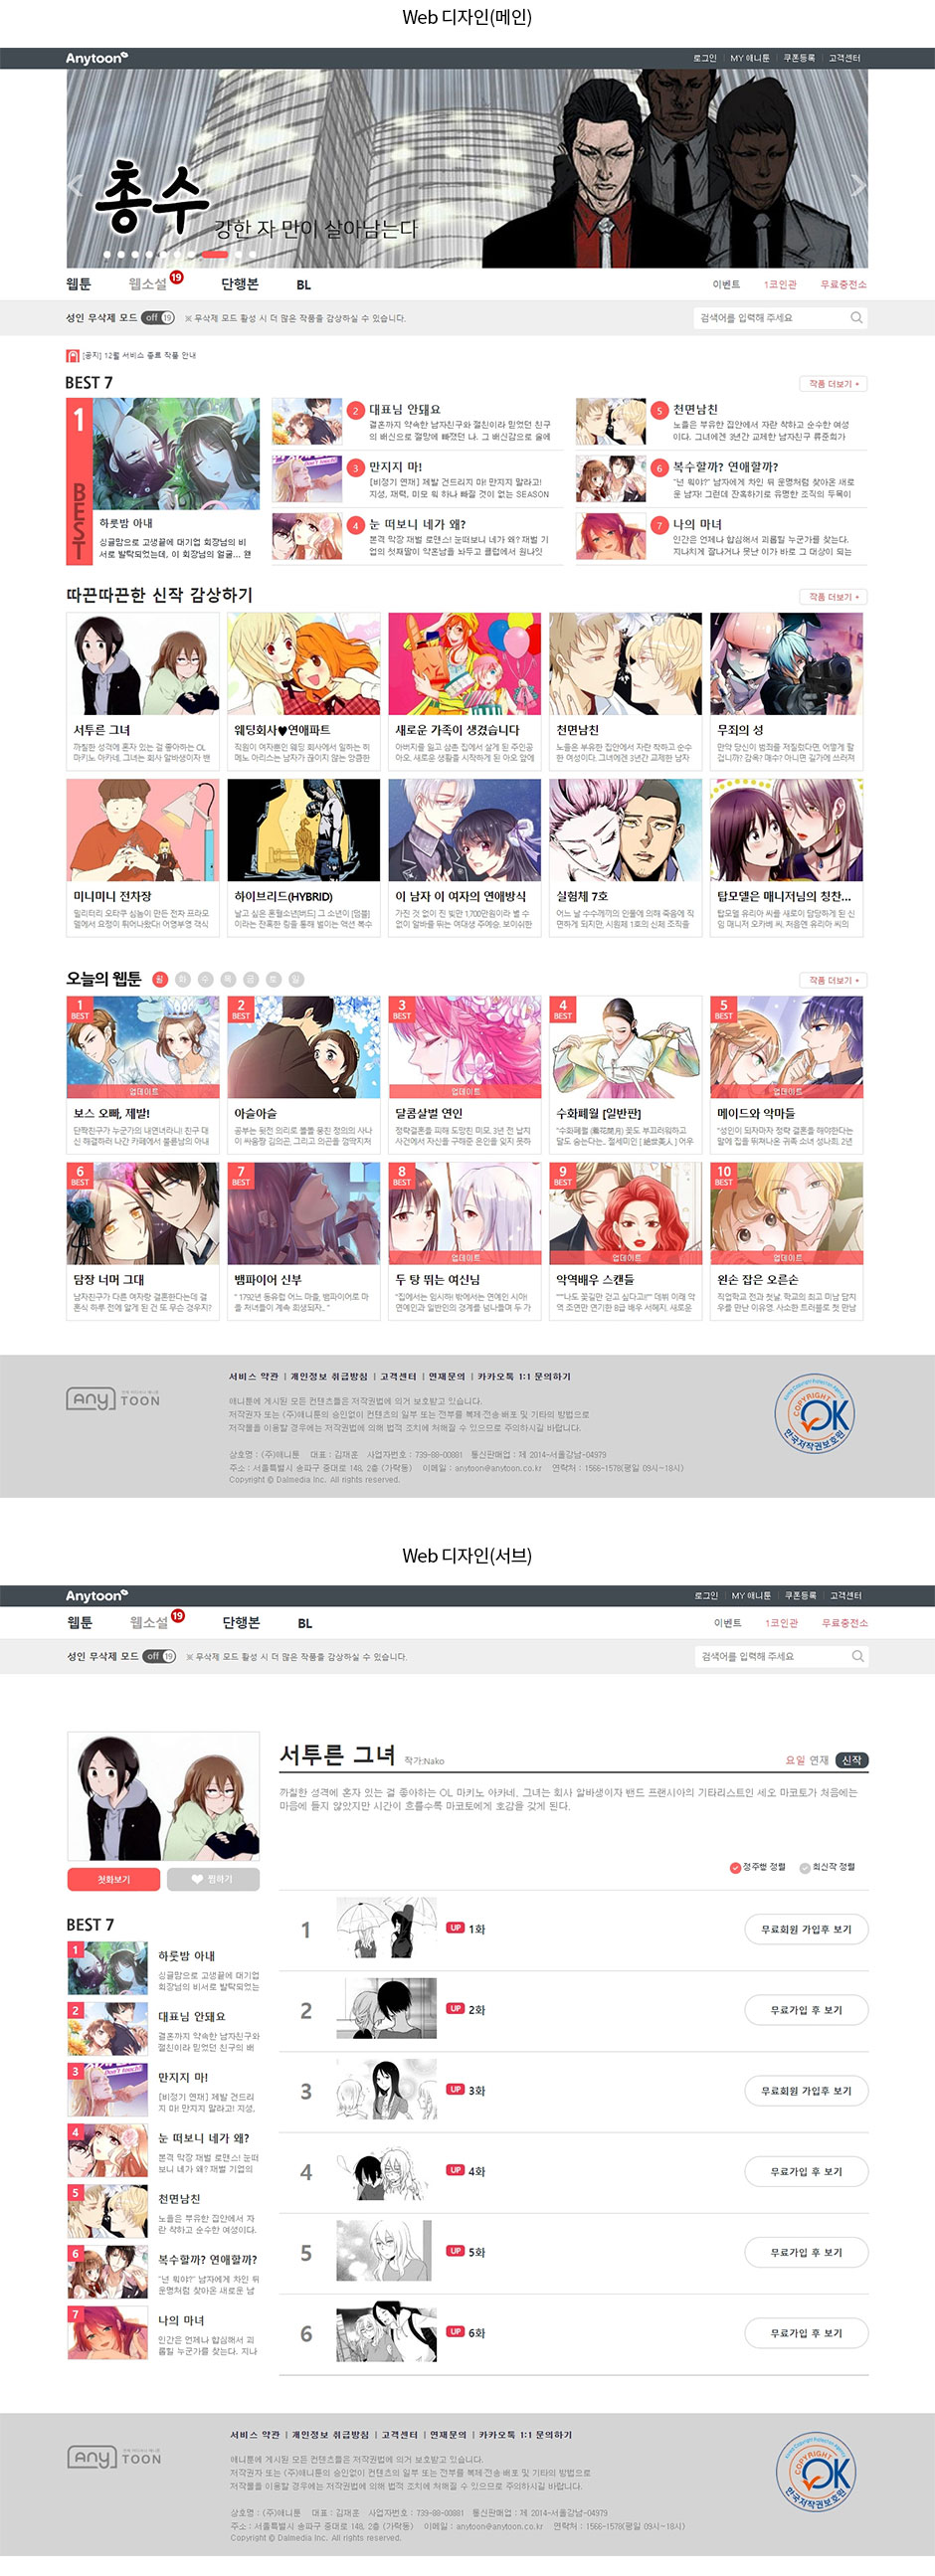 Web 디자인(메인)
Anytoon
로그인 MY 애니툰 쿠폰등록 고객센터
총수
강한 자 만이 살아남는다
웹툰 웹소설 19 단행본 BL 이벤트 1코인관 무료충전소
성인 무삭제 모드 off 19 ※ 무삭제 모드 활성 시 더 많은 작품을 감상하실 수 있습니다. 검색어를 입력해 주세요
[공지] 12월 서비스 종료 작품 안내
BEST 7 작품 더보기 +
1
BEST
하룻밤 아내
싱글맘으로 고생끝에 대기업 회장님의 비
서로 발탁되었는데, 이 회장님의 얼굴... 왠
2 대표님 안돼요
결혼까지 약속한 남자친구와 절친이라 믿었던 친구
의 배신으로 절망에 빠졌던 나. 그 배신감으로 술에
3 만지지 마!
[비정기 연재] 제발 건드리지 마! 만지지 말라고!
지성, 재력, 미모 뭐 하나 빠질 것이 없는 SEASON
4 눈 떠보니 네가 왜?
본격 막장 재벌 로맨스! 눈떠보니 네가 왜? 재벌 기
업의 첫째딸이 약혼남을 놔두고 클럽에서 원나잇
5 천면남친
노을은 부유한 집안에서 자란 착하고 순수한 여성
이다. 그녀에겐 3년간 교제한 남자친구 류준희가
6 복수할까? 연애할까?
"넌 뭐야?" 남자에게 차인 뒤 운명처럼 찾아온 새로
운 남자! 그런데 잔혹하기로 유명한 조직의 두목이
7 나의 마녀
인간은 언제나 합심해서 괴롭힐 누군가를 찾는다.
지나치게 잘나거나 못난 이가 바로 그 대상이 되는
따끈따끈한 신작 감상하기 작품 더보기 +
서투른 그녀
까칠한 성격에 혼자 있는 걸 좋아하는 OL
마키노 아카네. 그녀는 회사 알바생이자 밴
웨딩회사♥연애파트
직원이 여자뿐인 웨딩 회사에서 일하는 히
메노 아리스는 남자가 끊이지 않는 앙큼한
새로운 가족이 생겼습니다
아버지를 잃고 삼촌 집에서 살게 된 주인공
아오. 새로운 생활을 시작하게 된 아오 앞에
천면남친
노을은 부유한 집안에서 자란 착하고 순수
한 여성이다. 그녀에겐 3년간 교제한 남자
무죄의 성
만약 당신이 범죄를 저질렀다면, 어떻게 할
겁니까? 감옥? 매수? 아니면 길가에 쓰러져
미니미니 전차장
밀리터리 오타쿠 심놈이 만든 전차 프라모
델에서 요정이 튀어나왔다! 어영부영 격식
하이브리드(HYBRID)
날고 싶은 혼혈소년[버드] 그 소년이 [덤블]
이라는 잔혹한 링을 통해 벌이는 액션 복수
이 남자 이 여자의 연애방식
가진 것 없이 진 빚만 1,700만원이라 별 수
없이 알바를 뛰는 여대생 주예승. 보이쉬한
실험체 7호
어느 날 수수께끼의 인물에 의해 죽음에 직
면하게 되지만, 시원제 1호의 신체 조직을
탑모델은 매니저님의 칭찬...
탑모델 유리아 씨를 새로이 담당하게 된 신
임 매니저 오카베 씨. 처음엔 유리아 씨의
오늘의 웹툰 월 화 수 목 금 토 일 작품 더보기 +
1 BEST
업데이트
보스 오빠, 제발!
단짝친구가 누군가의 내연녀라니! 친구 대
신 해결하러 나간 카페에서 불륜남의 아내
2 BEST
아슬아슬
공부는 뒷전 의리로 똘똘 뭉친 정의의 사나
이 싸움짱 김의곤. 그리고 의곤을 껌딱지처
3 BEST
업데이트
달콤살벌 연인
정략결혼을 피해 도망친 미모. 3년 전 납치
사건에서 자신을 구해준 은인을 잊지 못하
4 BEST
수화폐월 [일반판]
"수화폐월 (羞花閉月) 꽃도 부끄러워하고
달도 숨는다는.. 절세미인 [ 絶世美人 ] 여우
5 BEST
업데이트
메이드와 악마들
"성인이 되자마자 정략 결혼을 해야한다는
말에 집을 뛰쳐나온 귀족 소녀 성나희. 2년
6 BEST
담장 너머 그대
남자친구가 다른 여자랑 결혼한다는데 결
혼식 하루 전에 알게 된 건 또 무슨 경우지?
7 BEST
뱀파이어 신부
" 1792년 동유럽 어느 마을, 뱀파이어로 마
을 처녀들이 계속 희생되자.. "
8 BEST
업데이트
두 탕 뛰는 여신님
"집에서는 입시하! 밖에서는 연예인 시아!
연예인과 일반인의 경계를 넘나들며 두 가
9 BEST
업데이트
악역배우 스캔들
"""나도 꽃길만 걷고 싶다고!!"" 데뷔 이래 악
역 조연만 연기한 8급 배우 서혜지. 새로운
10 BEST
업데이트
왼손 잡은 오른손
직업학교 전과 첫날, 학교의 최고 미남 담지
우를 만난 이유영. 사소한 트러블로 첫 만남
서비스 약관 | 개인정보 취급방침 | 고객센터 | 연재문의 | 카카오톡 1:1 문의하기
Any TOON
애니툰에 게시된 모든 컨텐츠들은 저작권법에 의거 보호받고 있습니다.
저작권자 또는 (주)애니툰의 승인없이 컨텐츠의 일부 또는 전부를 복제·전송·배포 및 기타의 방법으로
저작물을 이용할 경우에는 저작권법에 의해 법적 조치에 처해질 수 있으므로 주의하시길 바랍니다.
상호명 : (주)애니툰 대표 : 김재훈 사업자번호 : 739-88-00881 통신판매업 : 제 2014-서울강남-04979
주소 : 서울특별시 송파구 중대로 148, 2층 (가락동) 이메일 : anytoon@anytoon.co.kr 연락처 : 1566-1578(평일 09시~18시)
Copyright © Dalmedia Inc. All rights reserved.
COPYRIGHT OK 한국저작권보호원
Web 디자인(서브)
Anytoon
로그인 MY 애니툰 쿠폰등록 고객센터
웹툰 웹소설 19 단행본 BL 이벤트 1코인관 무료충전소
성인 무삭제 모드 off 19 ※ 무삭제 모드 활성 시 더 많은 작품을 감상하실 수 있습니다. 검색어를 입력해 주세요
서투른 그녀 작가:Nako 요일 연재 신작
까칠한 성격에 혼자 있는 걸 좋아하는 OL 마키노 아카네. 그녀는 회사 알바생이자 밴드 프랜시아의 기타리스트인 세오 마코토가 처음에는
마음에 들지 않았지만 시간이 흐를수록 마코토에게 호감을 갖게 된다.
첫화보기 찜하기
정주행 정렬 최신작 정렬
BEST 7
1 하룻밤 아내
싱글맘으로 고생끝에 대기업
회장님의 비서로 발탁되었는
2 대표님 안돼요
결혼까지 약속한 남자친구와
절친이라 믿었던 친구의 배
3 만지지 마!
[비정기 연재] 제발 건드리
지 마! 만지지 말라고! 지성,
4 눈 떠보니 네가 왜?
본격 막장 재벌 로맨스! 눈떠
보니 네가 왜? 재벌 기업의
5 천면남친
노을은 부유한 집안에서 자
란 착하고 순수한 여성이다.
6 복수할까? 연애할까?
"넌 뭐야?" 남자에게 차인 뒤
운명처럼 찾아온 새로운 남
7 나의 마녀
인간은 언제나 합심해서 괴
롭힐 누군가를 찾는다. 지나
1 UP 1화 무료회원 가입후 보기
2 UP 2화 무료가입 후 보기
3 UP 3화 무료회원 가입후 보기
4 UP 4화 무료가입 후 보기
5 UP 5화 무료가입 후 보기
6 UP 6화 무료가입 후 보기
서비스 약관 | 개인정보 취급방침 | 고객센터 | 연재문의 | 카카오톡 1:1 문의하기
Any TOON
애니툰에 게시된 모든 컨텐츠들은 저작권법에 의거 보호받고 있습니다.
저작권자 또는 (주)애니툰의 승인없이 컨텐츠의 일부 또는 전부를 복제·전송·배포 및 기타의 방법으로
저작물을 이용할 경우에는 저작권법에 의해 법적 조치에 처해질 수 있으므로 주의하시길 바랍니다.
상호명 : (주)애니툰 대표 : 김재훈 사업자번호 : 739-88-00881 통신판매업 : 제 2014-서울강남-04979
주소 : 서울특별시 송파구 중대로 148, 2층 (가락동) 이메일 : anytoon@anytoon.co.kr 연락처 : 1566-1578(평일 09시~18시)
Copyright © Dalmedia Inc. All rights reserved.
COPYRIGHT OK 한국저작권보호원